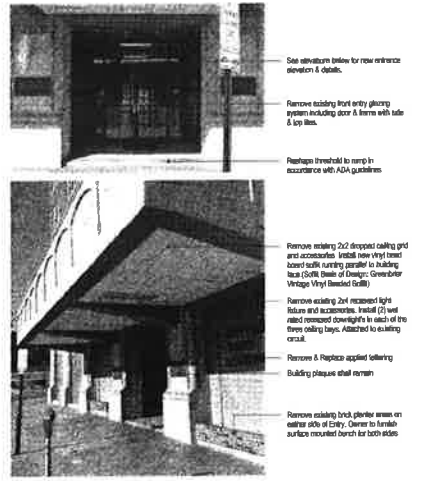 See elevations below for new entrance
elevation & details.
Remove existing front entry glazing
system including door & frame with side
& top lites.
Reshape threshold to ramp in
accordance with ADA guidelines
Remove existing 2x2 dropped ceiling grid
and accessories. Install new vinyl bead
board soffit running parallel to building
face (Soffit Basis of Design: Greenbrier
Vintage Vinyl Beaded Soffit)
Remove existing 2x4 recessed light
fixture and accessories. Install (2) wet
rated recessed downlight's in each of the
three ceiling bays. Attached to existing
circuit.
Remove & Replace applied lettering
Building plaques shall remain
Remove existing brick planter areas on
either side of Entry. Owner to furnish
surface mounted bench for both sides